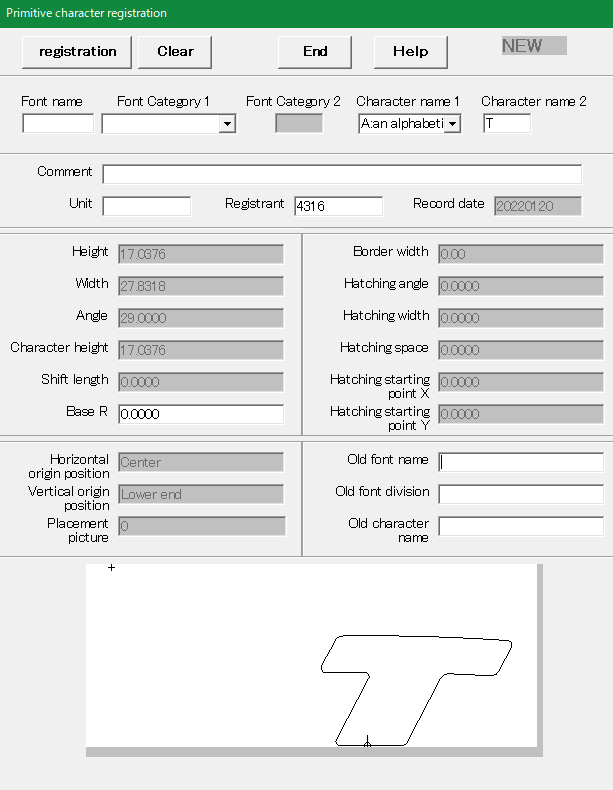 Primitive character registration
registration Clear End Help NEW
Font name Font Category 1 Font Category 2 Character name 1 Character name 2
A:an alphabeti T
Comment
Unit Registrant 4316 Record date 20220120
Height 17.0376 Border width 0.00
Width 27.8318 Hatching angle 0.0000
Angle 29.0000 Hatching width 0.0000
Character height 17.0376 Hatching space 0.0000
Shift length 0.0000 Hatching starting point X 0.0000
Base R 0.0000 Hatching starting point Y 0.0000
Horizontal origin position Center Old font name
Vertical origin position Lower end Old font division
Placement picture 0 Old character name
T